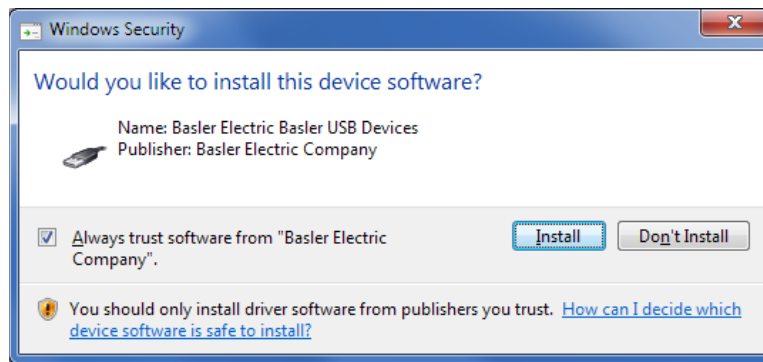 Windows Security
Would you like to install this device software?
Name: Basler Electric Basler USB Devices
Publisher: Basler Electric Company
Always trust software from "Basler Electric
Company".
Install
Don't Install
You should only install driver software from publishers you trust. How can I decide which
device software is safe to install?